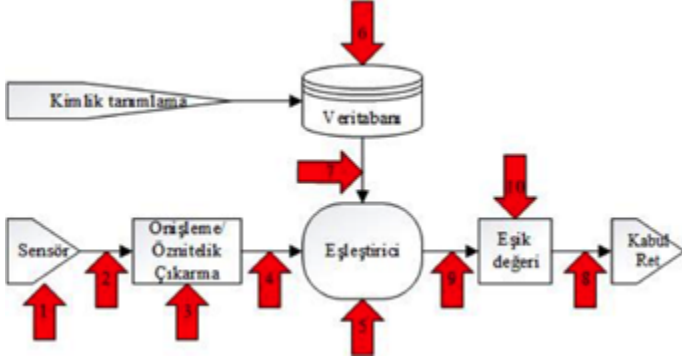 6
Kimlik tanımlama
Veritabanı
7
10
Sensör
Önişleme/
Öznitelik
Çıkarma
Eşleştirici
Eşik
değeri
Kabul
Ret
1
2
3
4
5
9
8